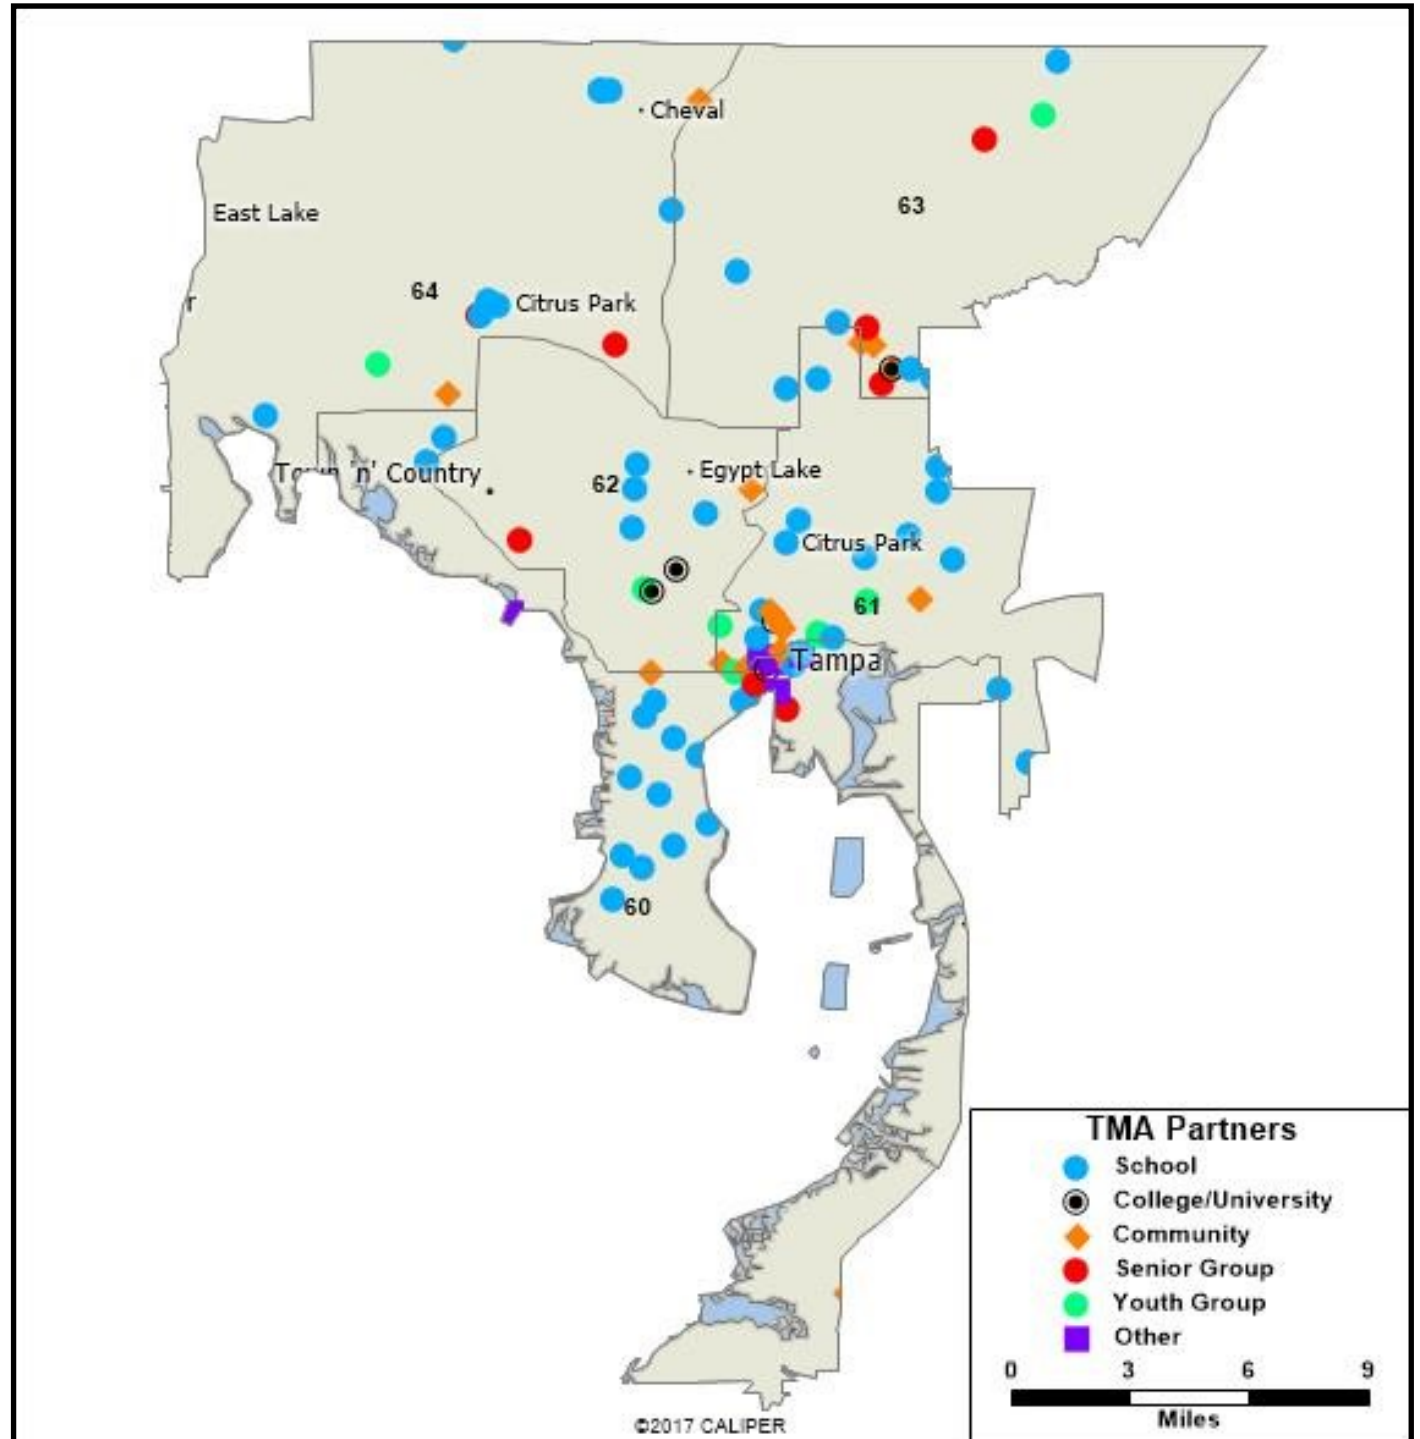 Cheval
63
East Lake
64
r
Citrus Park
Egypt Lake
Town 'n' Country
62
Citrus Park
61
Tampa
60
TMA Partners
School
College/University
Community
Senior Group
Youth Group
Other
0 3 6 9
Miles
©2017 CALIPER